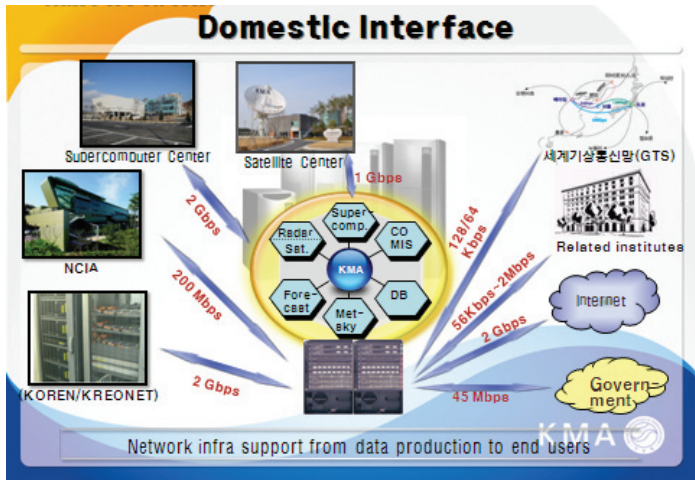 Domestic Interface
KMA
Supercomputer Center
Satellite Center
세계기상통신망(GTS)
1 Gbps
2 Gbps
128/64
Kbps
Super-
comp.
Radar
Sat.
CO
MIS
KMA
Fore-
cast
DB
Met-
sky
NCIA
Related institutes
200 Mbps
56Kbps~2Mbps
Internet
2 Gbps
2 Gbps
(KOREN/KREONET)
45 Mbps
Govern-
ment
KMA
Network infra support from data production to end users